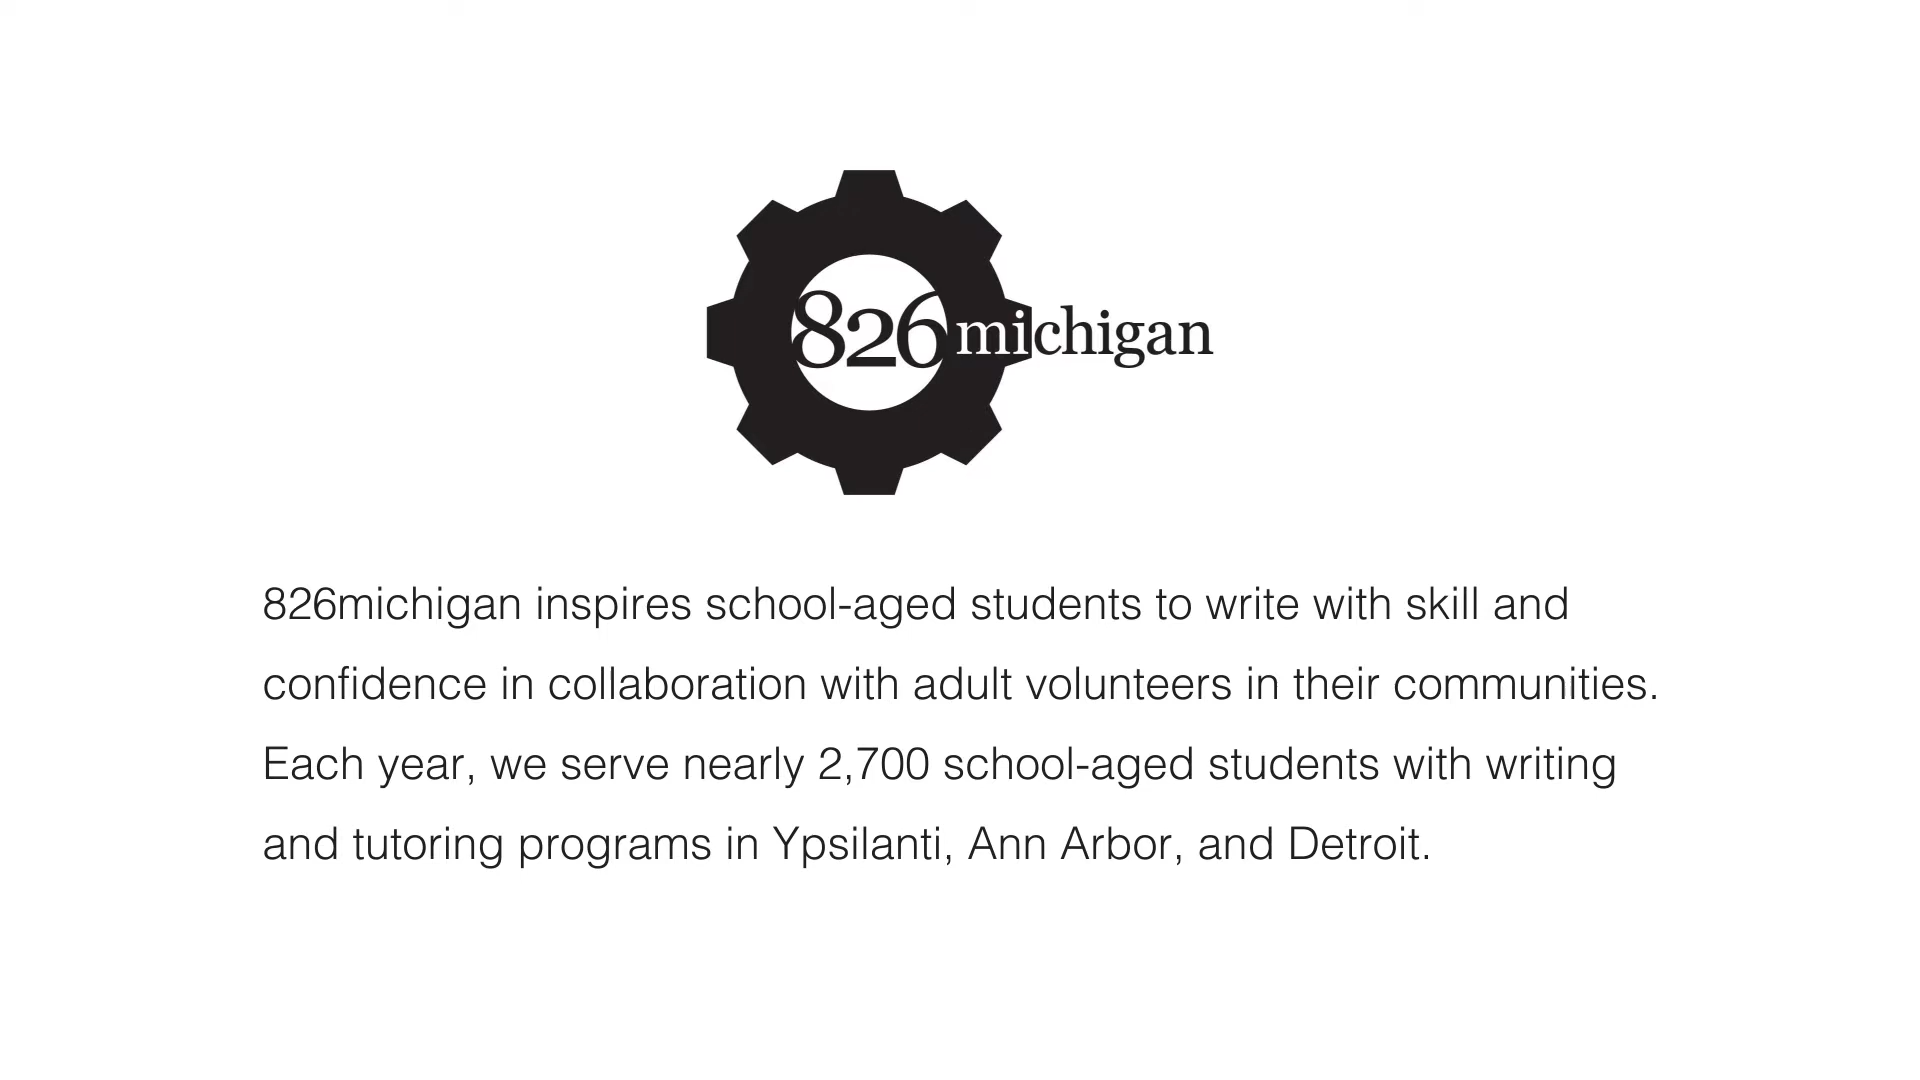 826michigan
826michigan inspires school-aged students to write with skill and
confidence in collaboration with adult volunteers in their communities.
Each year, we serve nearly 2,700 school-aged students with writing
and tutoring programs in Ypsilanti, Ann Arbor, and Detroit.